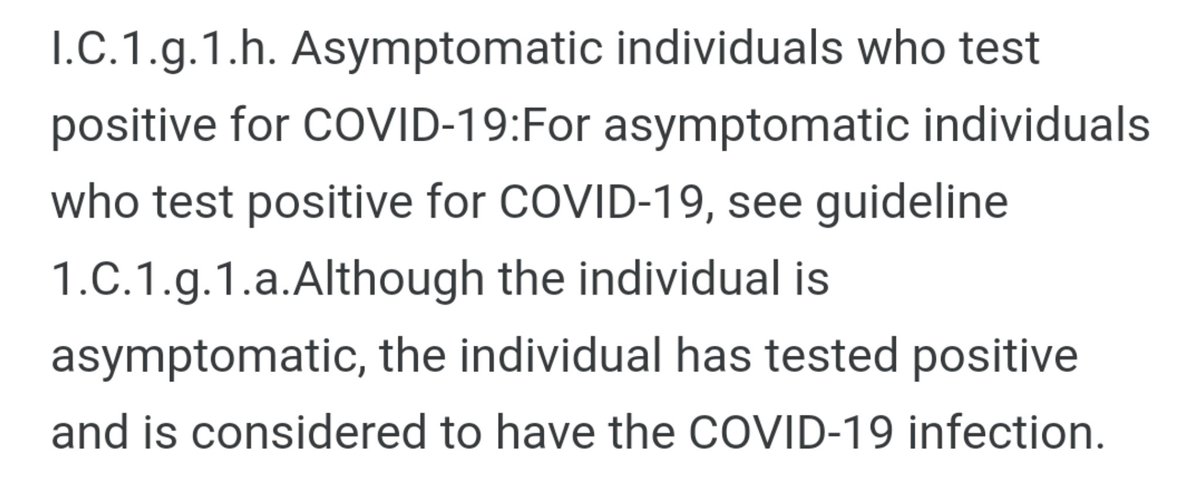 I.C.1.g.1.h. Asymptomatic individuals who test
positive for COVID-19:For asymptomatic individuals
who test positive for COVID-19, see guideline
1.C.1.g.1.a.Although the individual is
asymptomatic, the individual has tested positive
and is considered to have the COVID-19 infection.